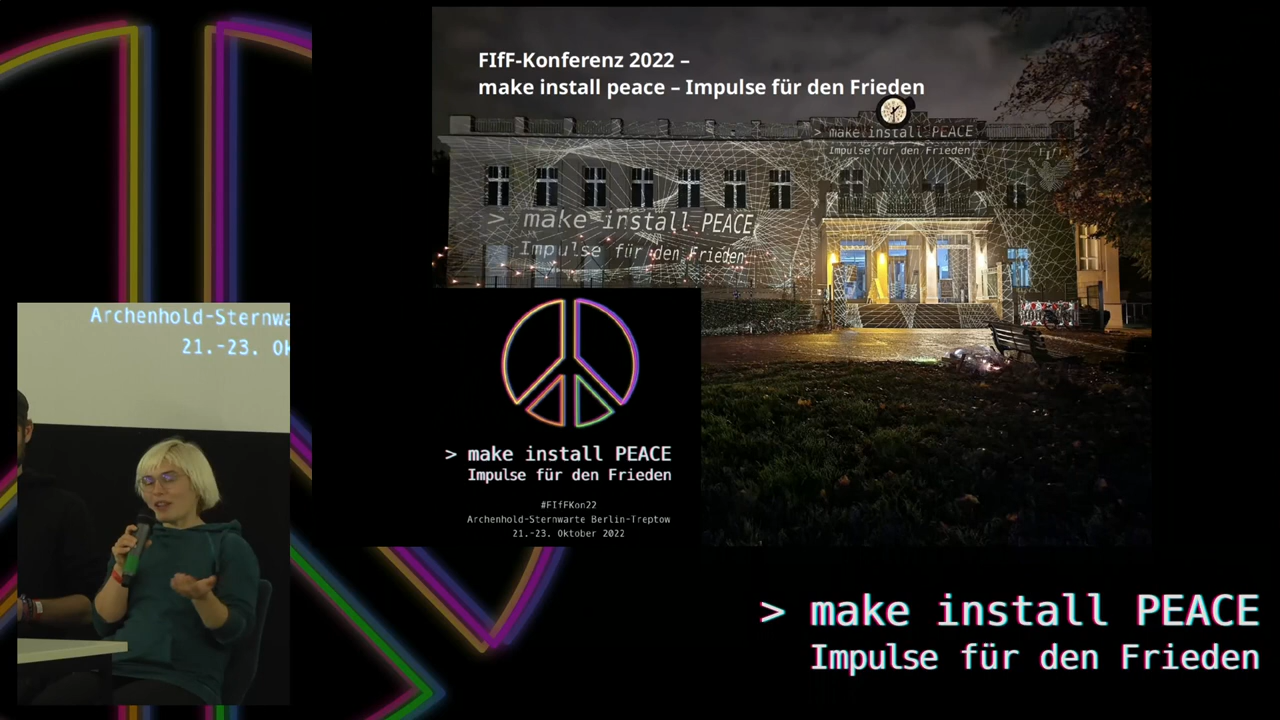 FIfF-Konferenz 2022 –
make install peace – Impulse für den Frieden
> make install PEACE
Impulse für den Frieden
FIfF
> make install PEACE
Impulse für den Frieden
Archenhold-Sternwa
21.-23. Ok
> make install PEACE
Impulse für den Frieden
#FIfFKon22
Archenhold-Sternwarte Berlin-Treptow
21.-23. Oktober 2022
> make install PEACE
Impulse für den Frieden